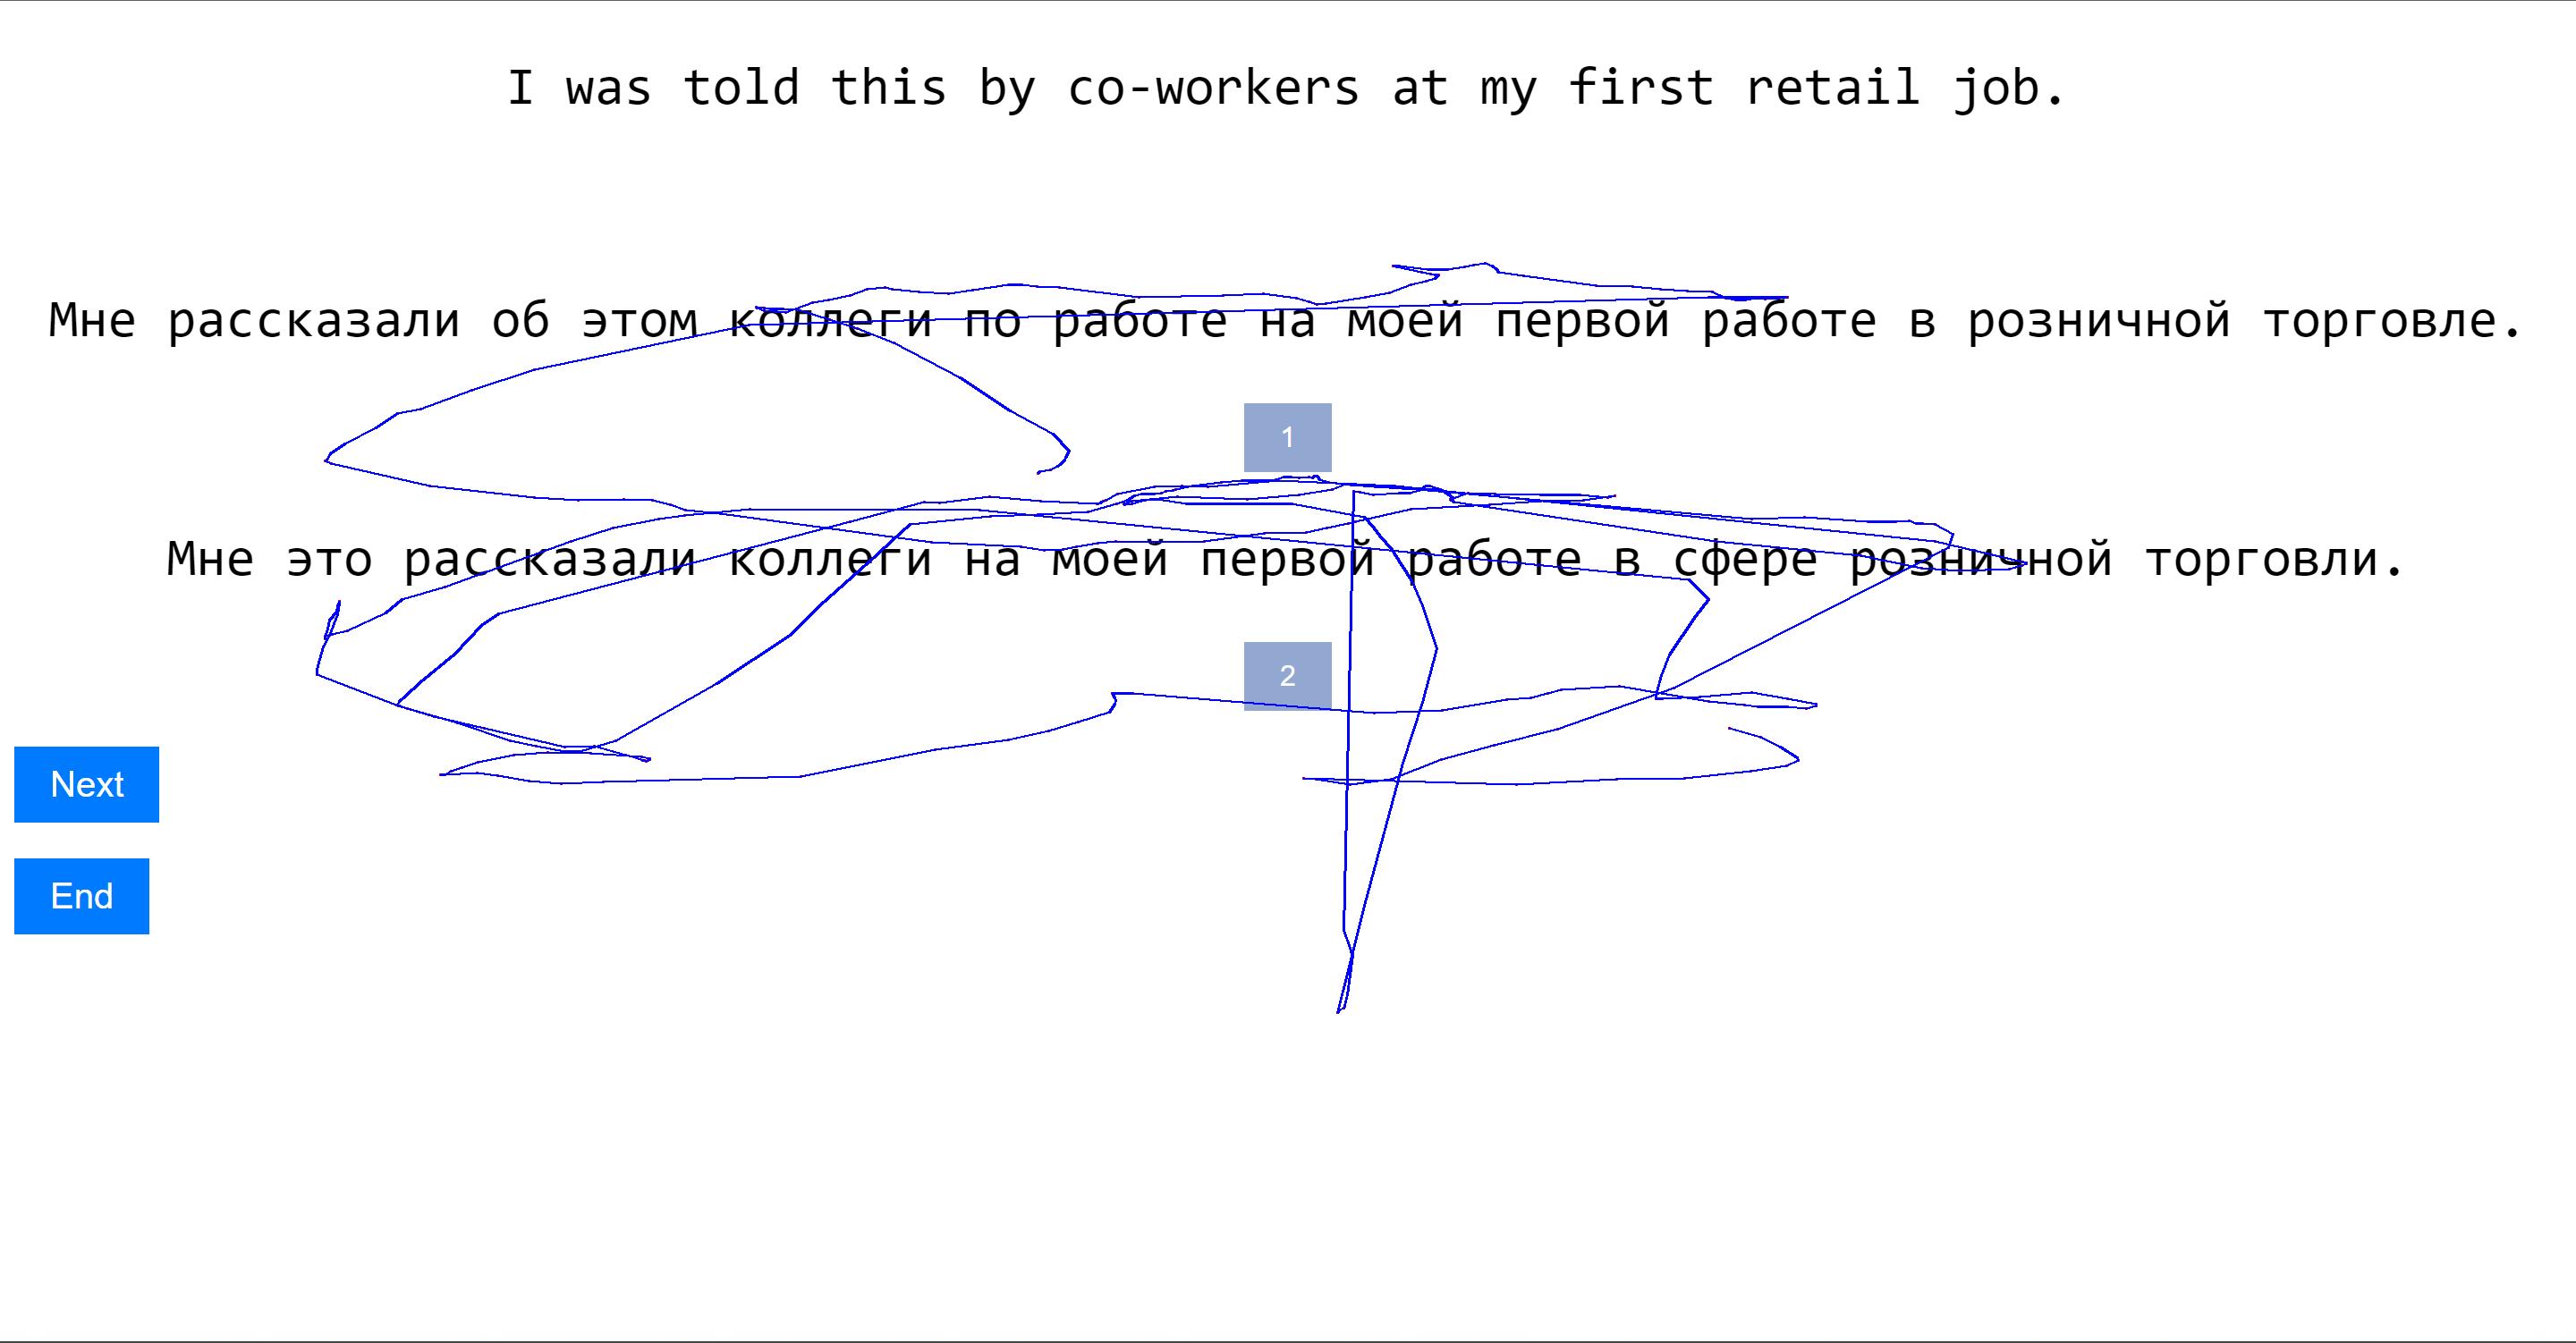 I was told this by co-workers at my first retail job.
Мне рассказали об этом коллеги по работе на моей первой работе в розничной торговле.
1
Мне это рассказали коллеги на моей первой работе в сфере розничной торговли.
2
Next
End